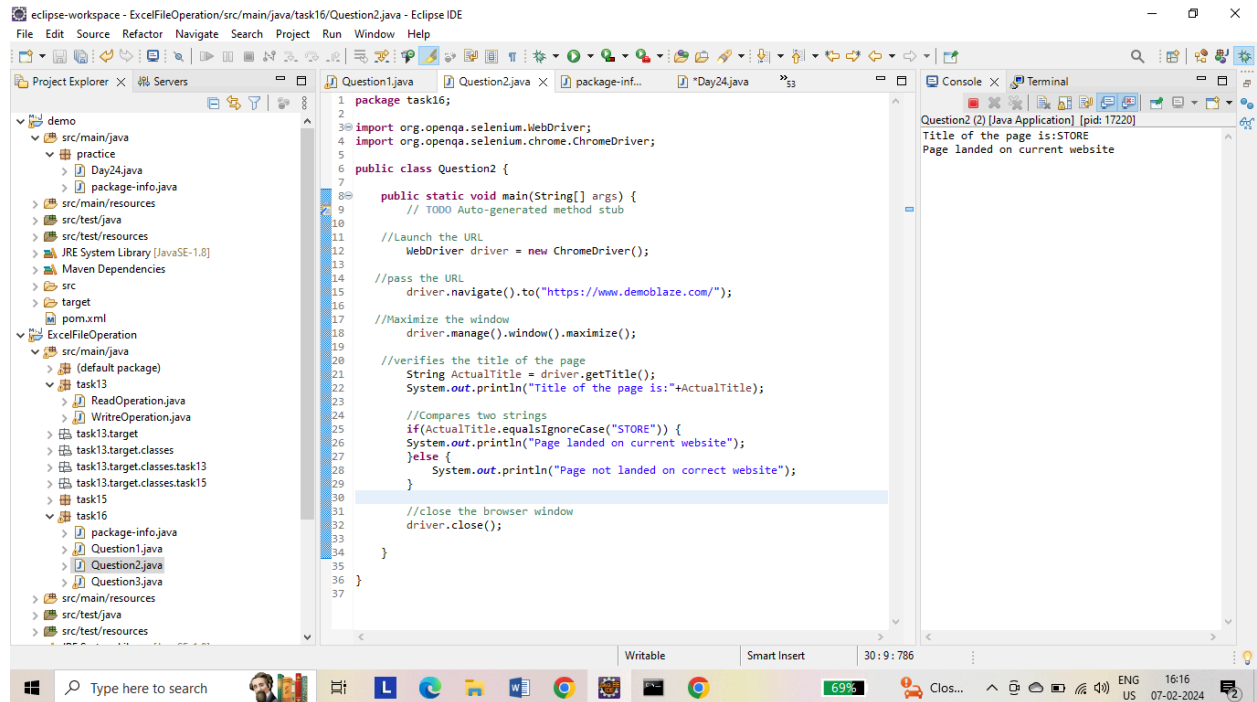 eclipse-workspace - ExcelFileOperation/src/main/java/task16/Question2.java - Eclipse IDE
File Edit Source Refactor Navigate Search Project Run Window Help
Project Explorer Servers
demo
src/main/java
practice
Day24.java
package-info.java
src/main/resources
src/test/java
src/test/resources
JRE System Library [JavaSE-1.8]
Maven Dependencies
src
target
pom.xml
ExcelFileOperation
src/main/java
(default package)
task13
ReadOperation.java
WritreOperation.java
task13.target
task13.target.classes
task13.target.classes.task13
task13.target.classes.task15
task15
task16
package-info.java
Question1.java
Question2.java
Question3.java
src/main/resources
src/test/java
src/test/resources
Question1.java Question2.java package-inf... *Day24.java »53
1 package task16;
2
3 import org.openqa.selenium.WebDriver;
4 import org.openqa.selenium.chrome.ChromeDriver;
5
6 public class Question2 {
7
8 public static void main(String[] args) {
9 // TODO Auto-generated method stub
10
11 //Launch the URL
12 WebDriver driver = new ChromeDriver();
13
14 //pass the URL
15 driver.navigate().to("https://www.demoblaze.com/");
16
17 //Maximize the window
18 driver.manage().window().maximize();
19
20 //verifies the title of the page
21 String ActualTitle = driver.getTitle();
22 System.out.println("Title of the page is:"+ActualTitle);
23
24 //Compares two strings
25 if(ActualTitle.equalsIgnoreCase("STORE")) {
26 System.out.println("Page landed on current website");
27 }else {
28 System.out.println("Page not landed on correct website");
29 }
30
31 //close the browser window
32 driver.close();
33
34 }
35
36 }
37
Console Terminal
Question2 (2) [Java Application] [pid: 17220]
Title of the page is:STORE
Page landed on current website
Writable Smart Insert 30 : 9 : 786
Type here to search L 69% Clos... ENG US 16:16 07-02-2024 2